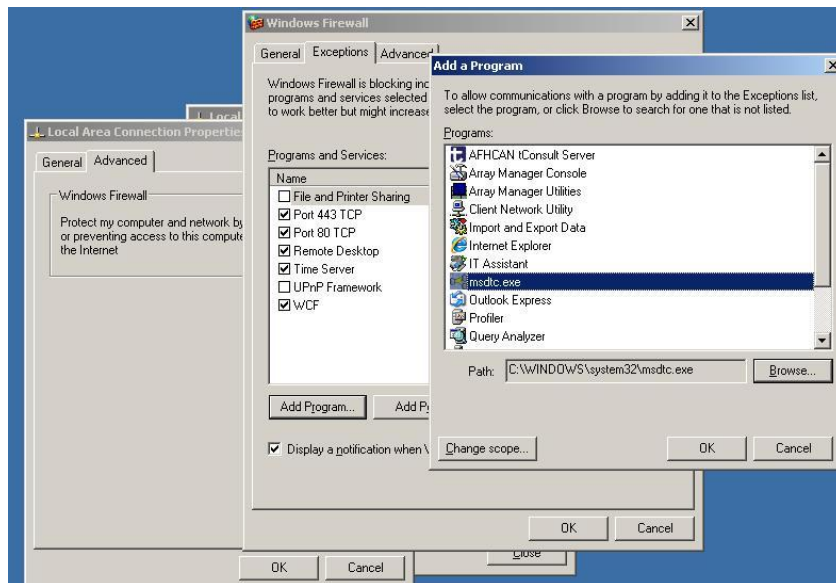 Windows Firewall
General
Exceptions
Advanced
Windows Firewall is blocking inc
programs and services selected
to work better but might increase
Programs and Services:
Name
File and Printer Sharing
Port 443 TCP
Port 80 TCP
Remote Desktop
Time Server
UPnP Framework
WCF
Add Program...
Add P
Display a notification when
OK
Cancel
Add a Program
To allow communications with a program by adding it to the Exceptions list,
select the program, or click Browse to search for one that is not listed.
Programs:
AFHCAN tConsult Server
Array Manager Console
Array Manager Utilities
Client Network Utility
Import and Export Data
Internet Explorer
IT Assistant
msdtc.exe
Outlook Express
Profiler
Query Analyzer
Path:
C:\WINDOWS\system32\msdtc.exe
Browse...
Change scope...
OK
Cancel
Local
Local Area Connection Propertie
General
Advanced
Windows Firewall
Protect my computer and network by
or preventing access to this compute
the Internet
OK
Cancel
Close